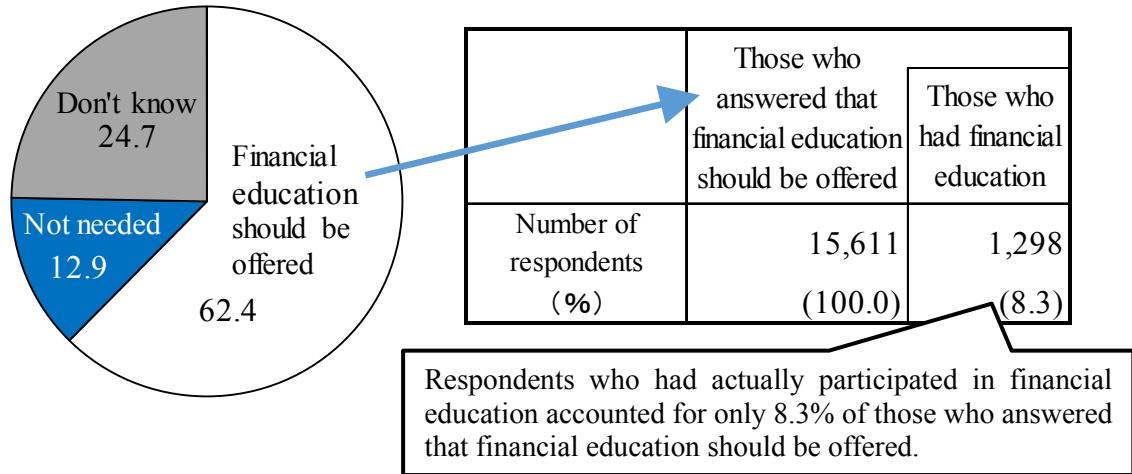 Don't know
24.7
Not needed
12.9
Financial
education
should be
offered
62.4
Those who
answered that
financial education
should be offered
Those who
had financial
education
Number of
respondents
（%）
15,611
1,298
(100.0)
(8.3)
Respondents who had actually participated in financial
education accounted for only 8.3% of those who answered
that financial education should be offered.